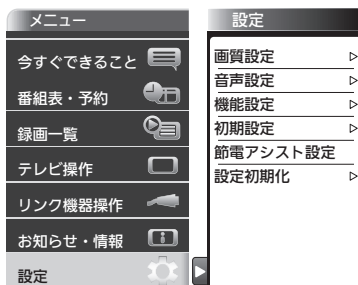 メニュー
今すぐできること
番組表・予約
録画一覧
テレビ操作
リンク機器操作
お知らせ・情報
設定
設定
画質設定
音声設定
機能設定
初期設定
節電アシスト設定
設定初期化